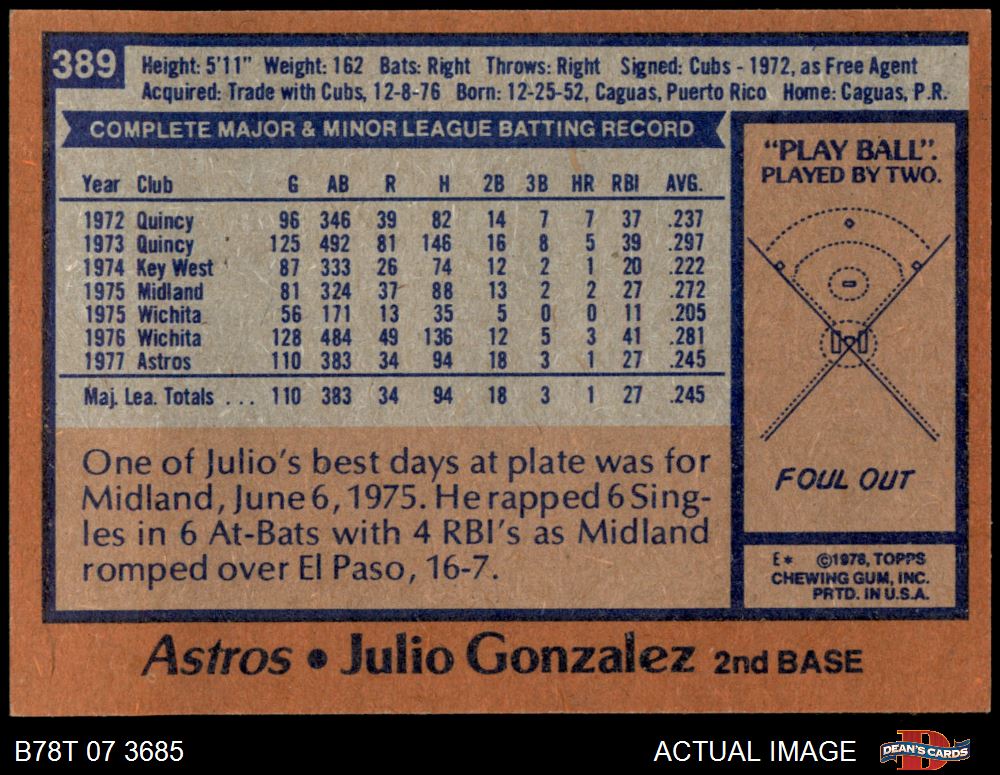 389
Height: 5'11" Weight: 162 Bats: Right Throws: Right Signed: Cubs - 1972, as Free Agent
Acquired: Trade with Cubs, 12-8-76 Born: 12-25-52, Caguas, Puerto Rico Home: Caguas, P.R.
COMPLETE MAJOR & MINOR LEAGUE BATTING RECORD
Year Club G AB R H 2B 3B HR RBI AVG.
1972 Quincy 96 346 39 82 14 7 7 37 .237
1973 Quincy 125 492 81 146 16 8 5 39 .297
1974 Key West 87 333 26 74 12 2 1 20 .222
1975 Midland 81 324 37 88 13 2 2 27 .272
1975 Wichita 56 171 13 35 5 0 0 11 .205
1976 Wichita 128 484 49 136 12 5 3 41 .281
1977 Astros 110 383 34 94 18 3 1 27 .245
Maj. Lea. Totals . . . 110 383 34 94 18 3 1 27 .245
One of Julio's best days at plate was for
Midland, June 6, 1975. He rapped 6 Sing-
les in 6 At-Bats with 4 RBI's as Midland
romped over El Paso, 16-7.
"PLAY BALL".
PLAYED BY TWO.
FOUL OUT
E* ©1978, TOPPS
CHEWING GUM, INC.
PRTD. IN U.S.A.
Astros • Julio Gonzalez 2nd BASE
B78T 07 3685
ACTUAL IMAGE
D
DEAN'S CARDS